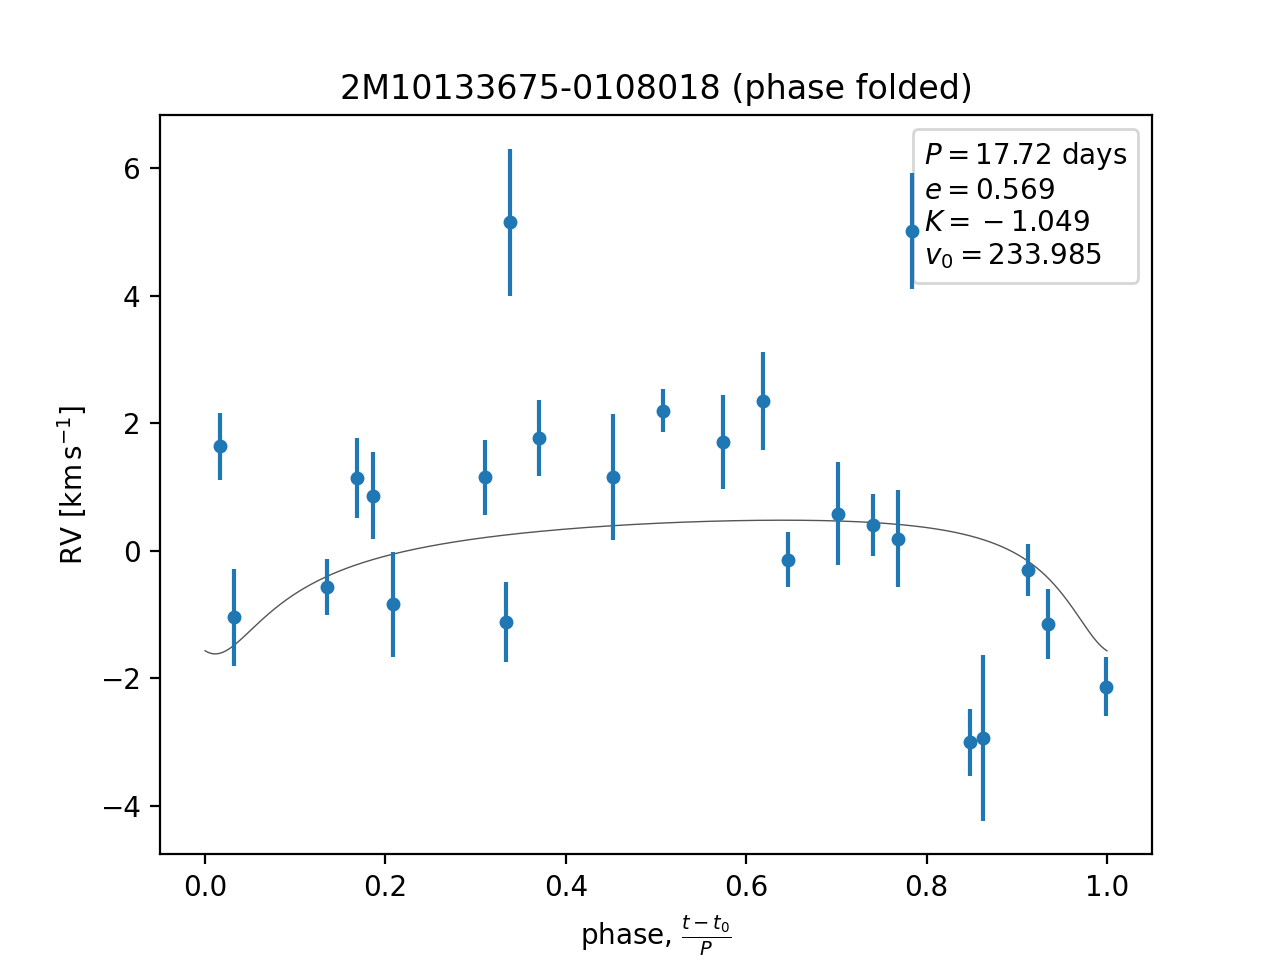 2M10133675-0108018 (phase folded)
P = 17.72 days
e = 0.569
K = −1.049
v₀ = 233.985
6
4
2
0
−2
−4
RV [km s⁻¹]
0.0 0.2 0.4 0.6 0.8 1.0
phase, (t − t₀)/P